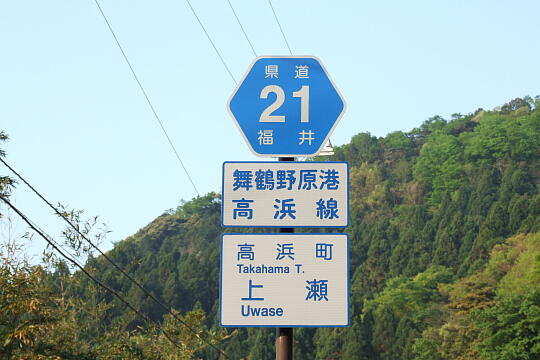 県道
21
福井
舞鶴野原港
高浜線
高浜町
Takahama T.
上瀬
Uwase